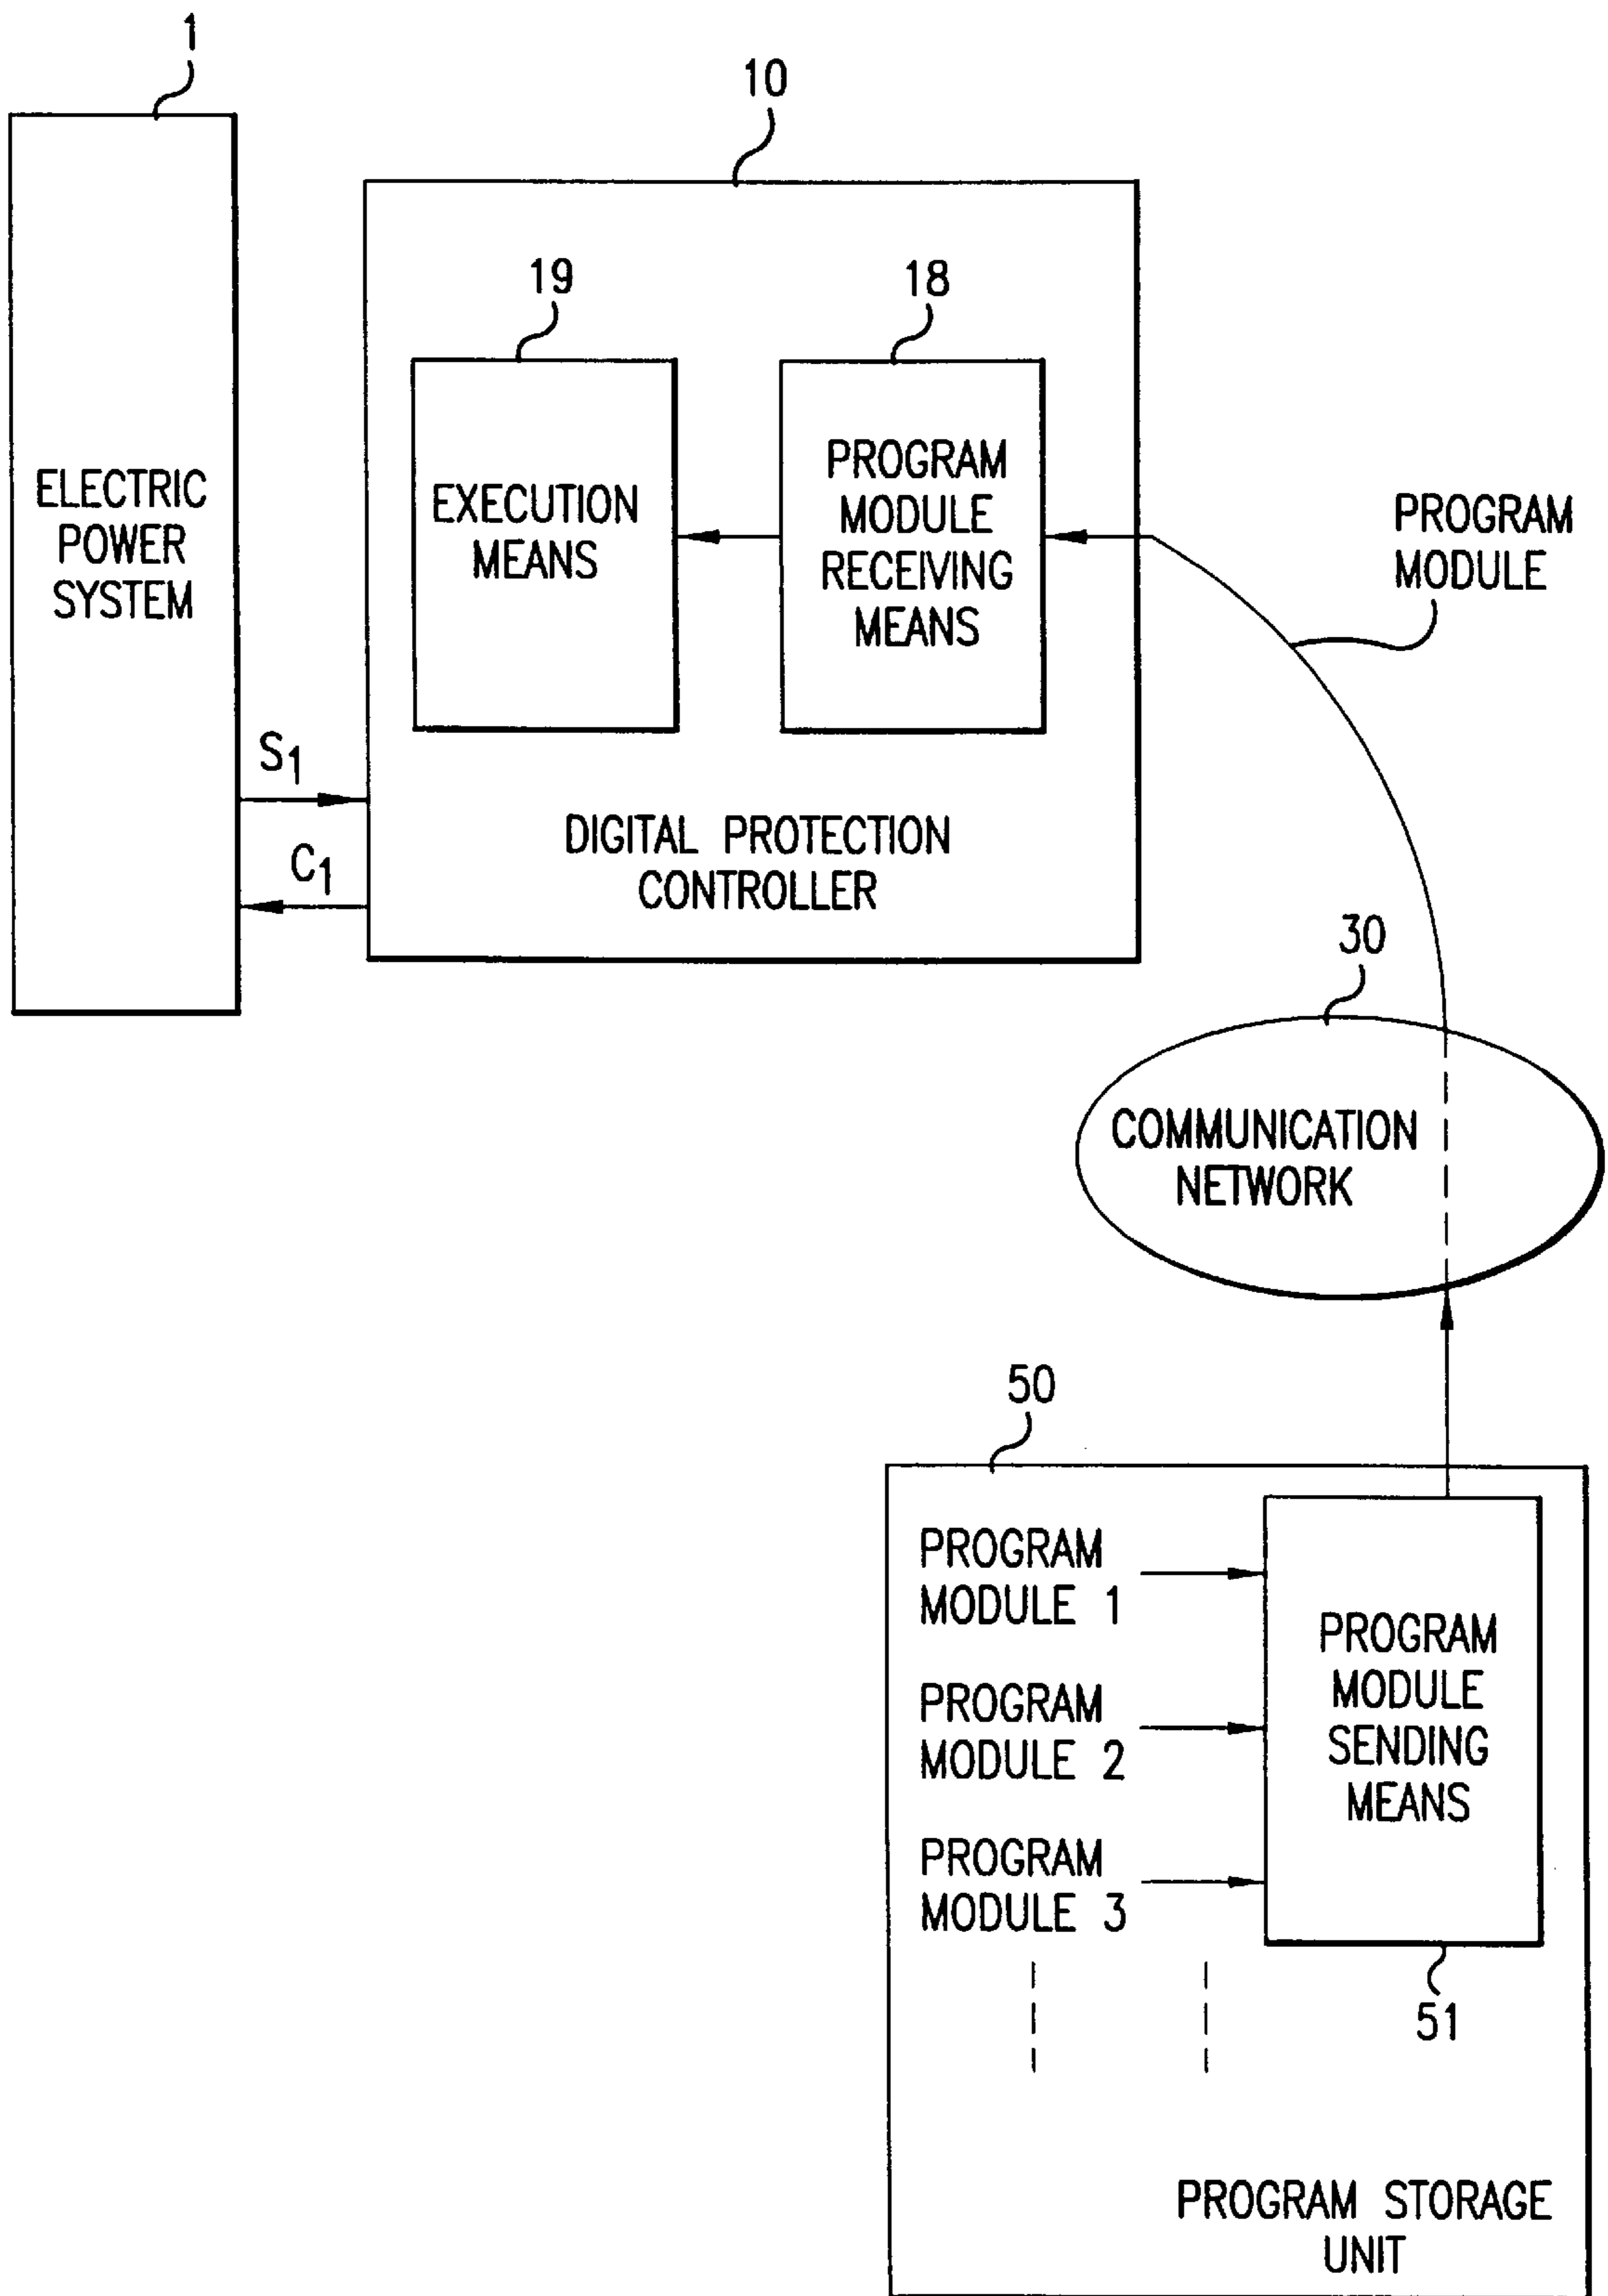 1
10
19
18
ELECTRIC
POWER
SYSTEM
EXECUTION
MEANS
PROGRAM
MODULE
RECEIVING
MEANS
PROGRAM
MODULE
S1
C1
DIGITAL PROTECTION
CONTROLLER
30
COMMUNICATION
NETWORK
50
PROGRAM
MODULE 1
PROGRAM
MODULE 2
PROGRAM
MODULE 3
PROGRAM
MODULE
SENDING
MEANS
51
PROGRAM STORAGE
UNIT